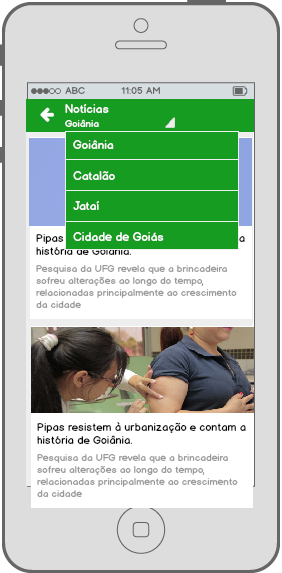 ABC 11:05 AM
Notícias
Goiânia
Goiânia
Catalão
Jataí
Cidade de Goiás
Pipas a
história de Goiânia.
Pesquisa da UFG revela que a brincadeira
sofreu alterações ao longo do tempo,
relacionadas principalmente ao crescimento
da cidade
Pipas resistem à urbanização e contam a
história de Goiânia.
Pesquisa da UFG revela que a brincadeira
sofreu alterações ao longo do tempo,
relacionadas principalmente ao crescimento
da cidade